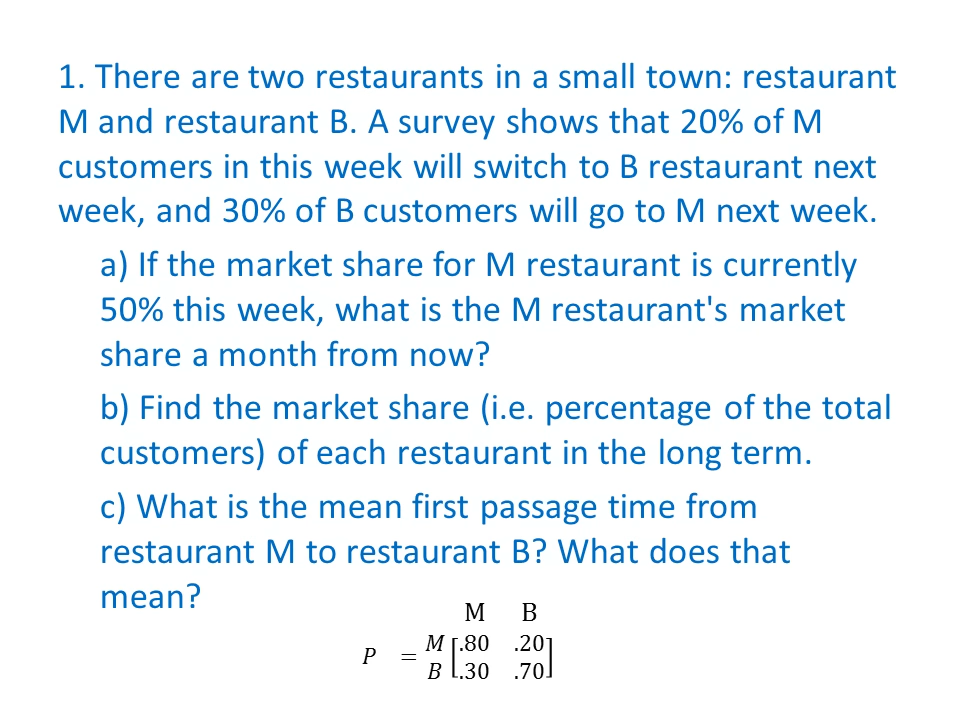 1. There are two restaurants in a small town: restaurant
M and restaurant B. A survey shows that 20% of M
customers in this week will switch to B restaurant next
week, and 30% of B customers will go to M next week.
a) If the market share for M restaurant is currently
50% this week, what is the M restaurant's market
share a month from now?
b) Find the market share (i.e. percentage of the total
customers) of each restaurant in the long term.
c) What is the mean first passage time from
restaurant M to restaurant B? What does that
mean?
M B
P = M [.80 .20]
B [.30 .70]